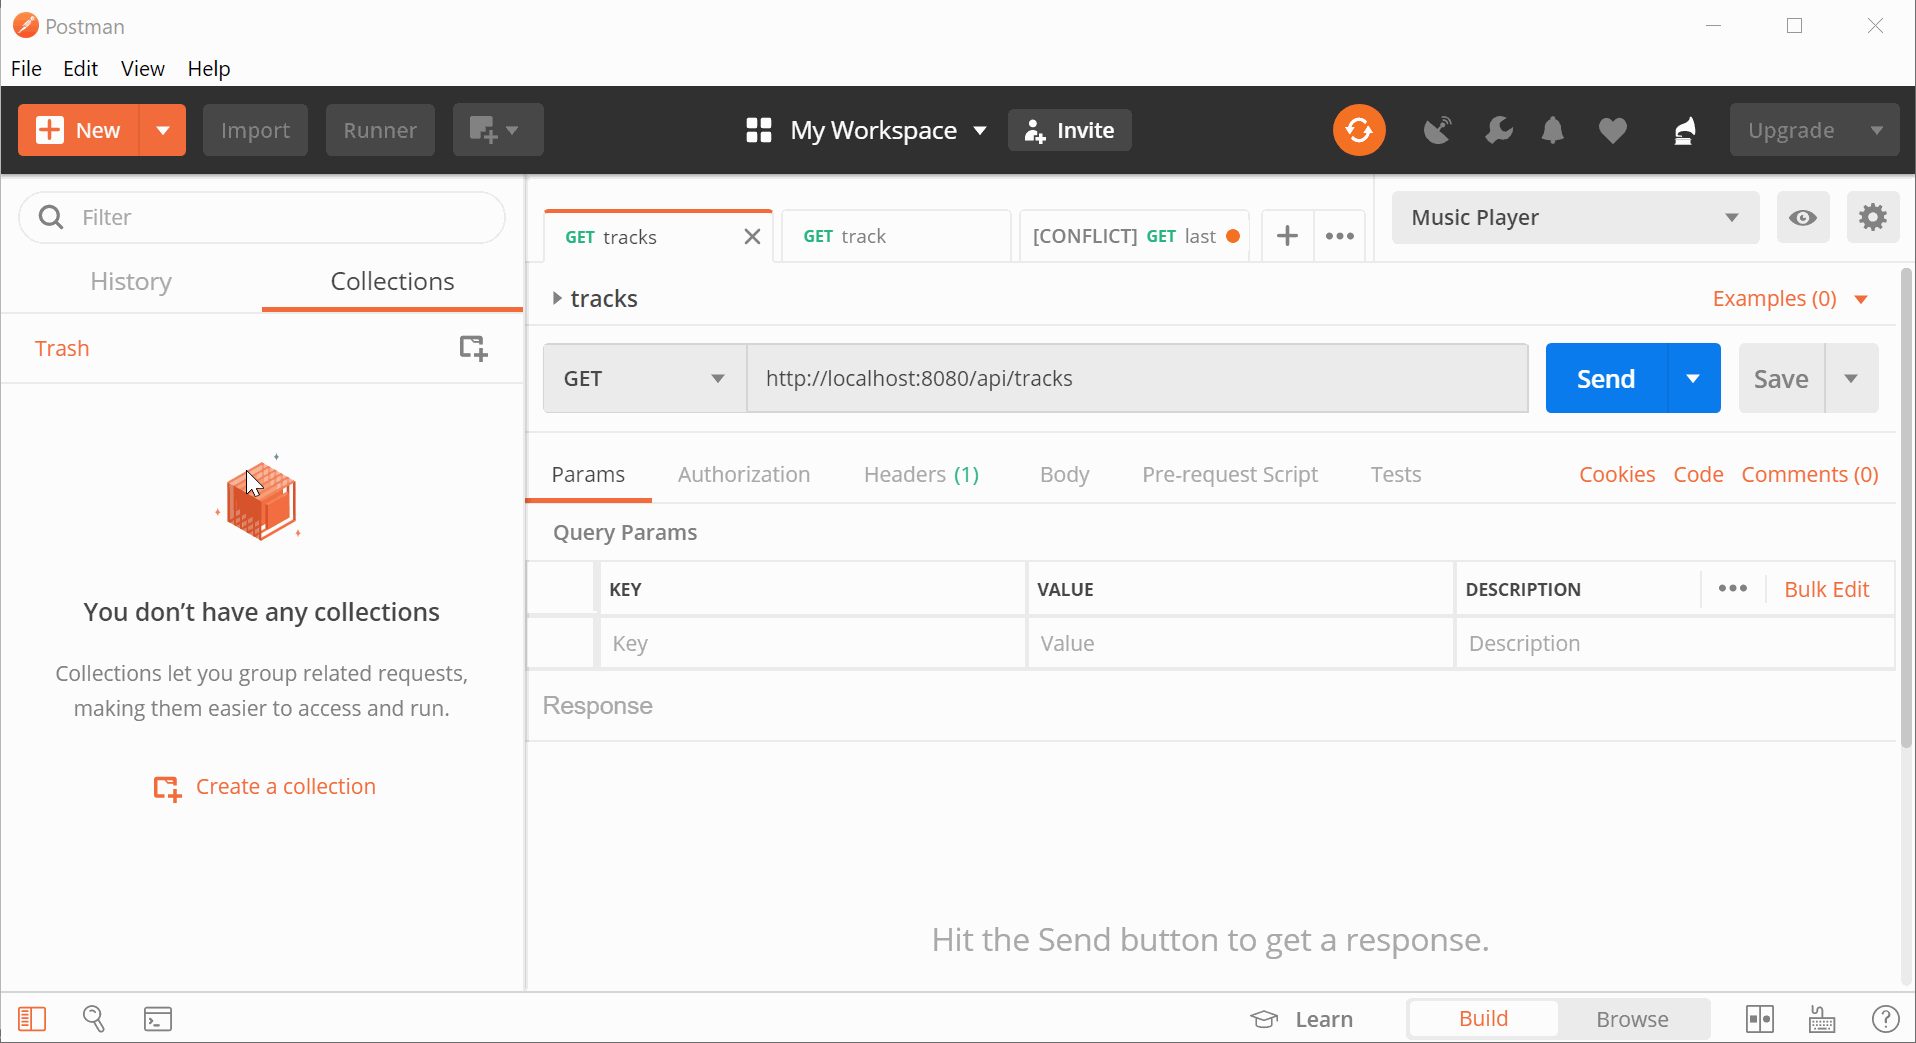 Postman
File Edit View Help
New Import Runner My Workspace Invite Upgrade
Filter
History Collections
Trash
You don’t have any collections
Collections let you group related requests,
making them easier to access and run.
Create a collection
GET tracks GET track [CONFLICT] GET last Music Player
tracks Examples (0)
GET http://localhost:8080/api/tracks Send Save
Params Authorization Headers (1) Body Pre-request Script Tests Cookies Code Comments (0)
Query Params
KEY VALUE DESCRIPTION Bulk Edit
Key Value Description
Response
Hit the Send button to get a response.
Learn Build Browse